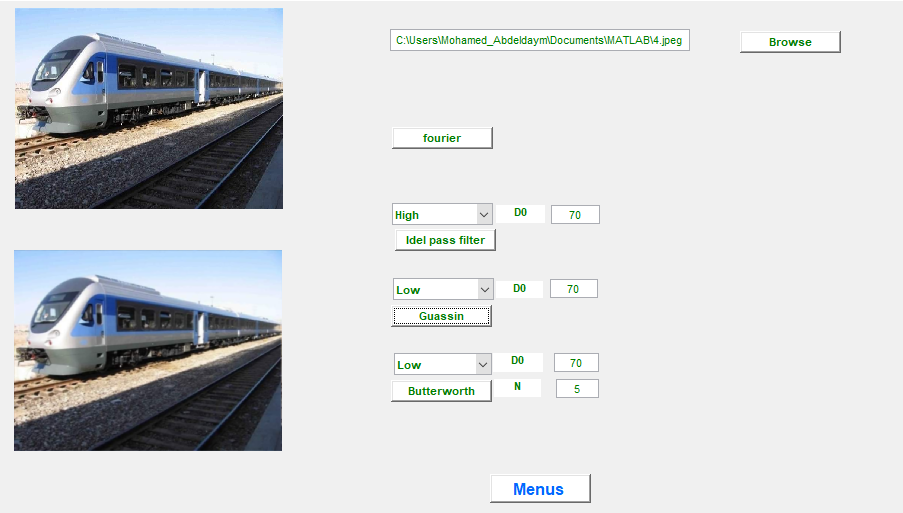 C:\Users\Mohamed_Abdeldaym\Documents\MATLAB\4.jpeg
Browse
fourier
High D0 70
Idel pass filter
Low D0 70
Guassin
Low D0 70
Butterworth N 5
Menus